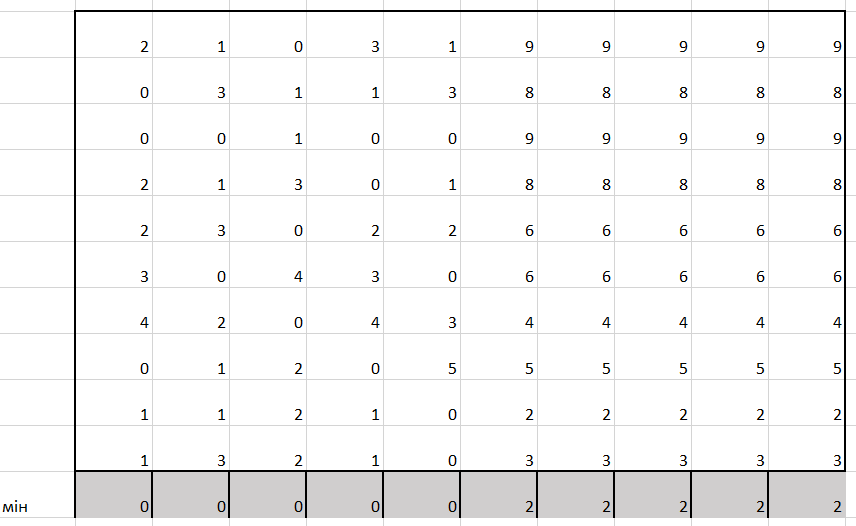 2 1 0 3 1 9 9 9 9 9
0 3 1 1 3 8 8 8 8 8
0 0 1 0 0 9 9 9 9 9
2 1 3 0 1 8 8 8 8 8
2 3 0 2 2 6 6 6 6 6
3 0 4 3 0 6 6 6 6 6
4 2 0 4 3 4 4 4 4 4
0 1 2 0 5 5 5 5 5 5
1 1 2 1 0 2 2 2 2 2
1 3 2 1 0 3 3 3 3 3
мін 0 0 0 0 0 2 2 2 2 2